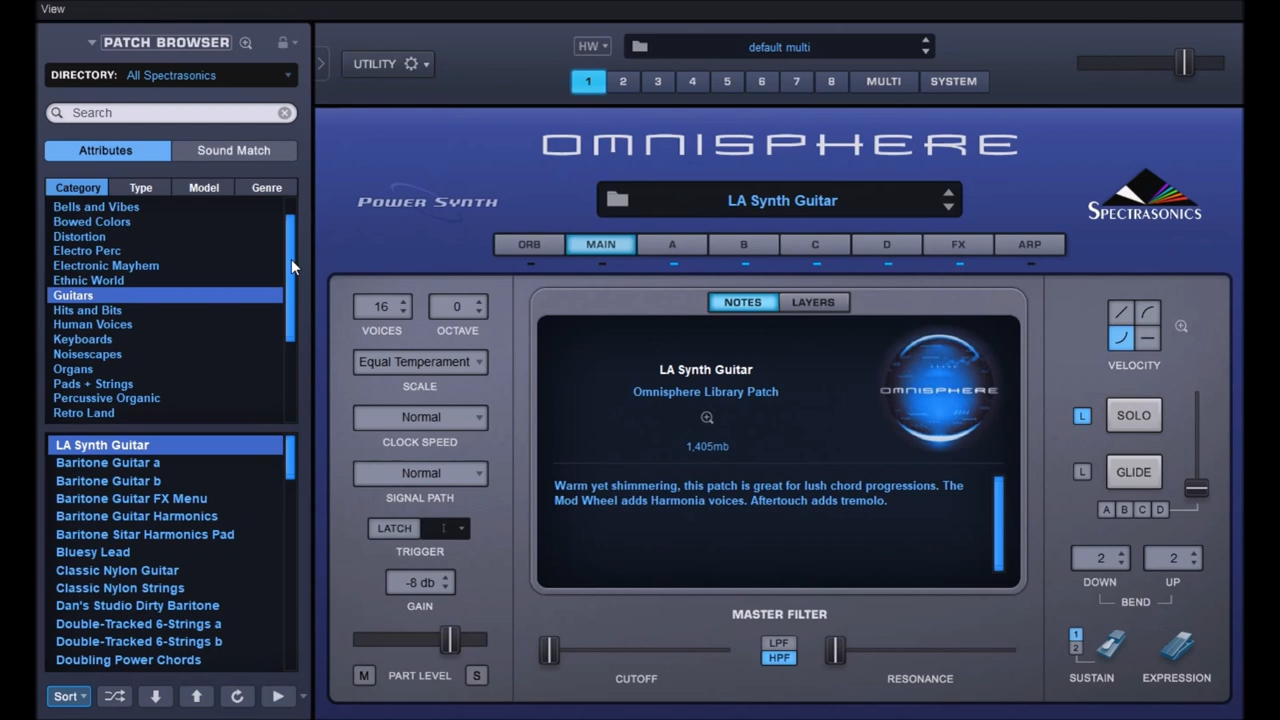 View
PATCH BROWSER
DIRECTORY: All Spectrasonics
Search
Attributes Sound Match
Category Type Model Genre
Bells and Vibes
Bowed Colors
Distortion
Electro Perc
Electronic Mayhem
Ethnic World
Guitars
Hits and Bits
Human Voices
Keyboards
Noisescapes
Organs
Pads + Strings
Percussive Organic
Retro Land
LA Synth Guitar
Baritone Guitar a
Baritone Guitar b
Baritone Guitar FX Menu
Baritone Guitar Harmonics
Baritone Sitar Harmonics Pad
Bluesy Lead
Classic Nylon Guitar
Classic Nylon Strings
Dan's Studio Dirty Baritone
Double-Tracked 6-Strings a
Double-Tracked 6-Strings b
Doubling Power Chords
Sort
UTILITY
HW
default multi
1 2 3 4 5 6 7 8 MULTI SYSTEM
OMNISPHERE
POWER SYNTH
LA Synth Guitar
SPECTRASONICS
ORB MAIN A B C D FX ARP
16 0
VOICES OCTAVE
Equal Temperament
SCALE
Normal
CLOCK SPEED
Normal
SIGNAL PATH
LATCH
TRIGGER
-8 db
GAIN
M PART LEVEL S
NOTES LAYERS
LA Synth Guitar
Omnisphere Library Patch
OMNISPHERE
1,405mb
Warm yet shimmering, this patch is great for lush chord progressions. The
Mod Wheel adds Harmonia voices. Aftertouch adds tremolo.
MASTER FILTER
LPF
HPF
CUTOFF RESONANCE
VELOCITY
L SOLO
L GLIDE
A B C D
2 2
DOWN UP
BEND
1
2
SUSTAIN EXPRESSION